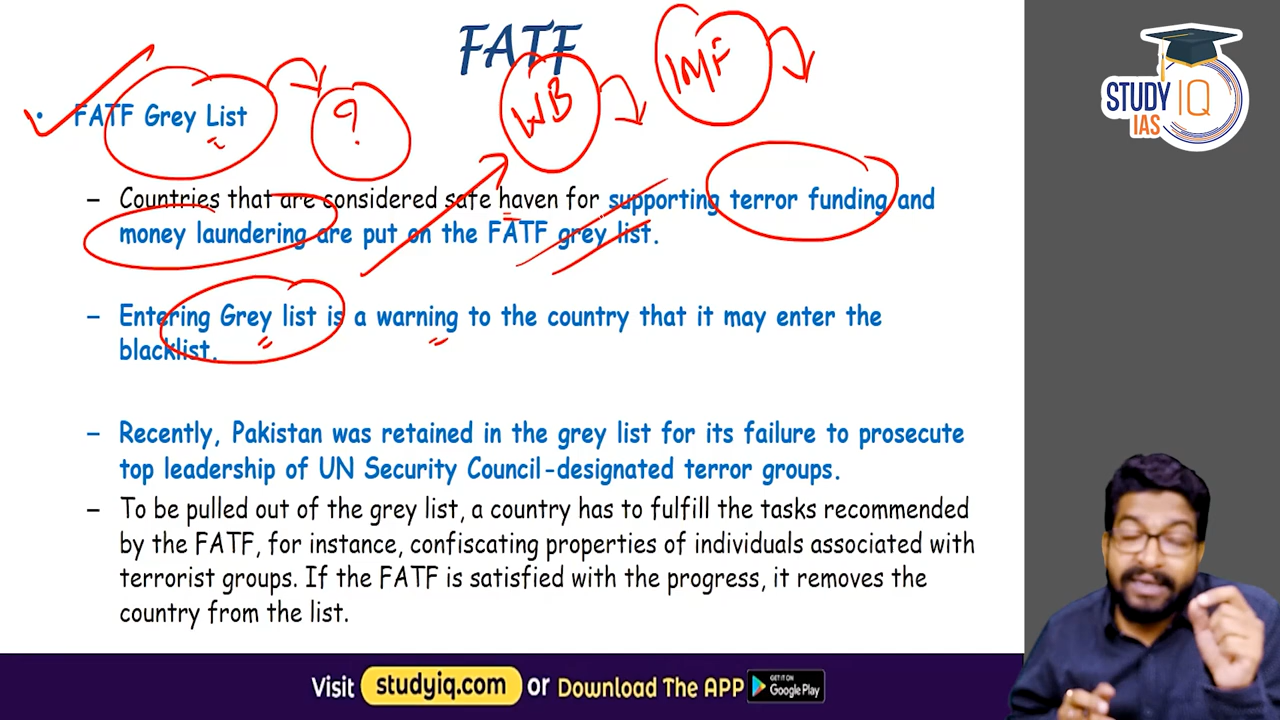 FATF
WB
IMF
STUDY IQ
IAS
• FATF Grey List
?
– Countries that are considered safe haven for supporting terror funding and
money laundering are put on the FATF grey list.
– Entering Grey list is a warning to the country that it may enter the
blacklist.
– Recently, Pakistan was retained in the grey list for its failure to prosecute
top leadership of UN Security Council-designated terror groups.
– To be pulled out of the grey list, a country has to fulfill the tasks recommended
by the FATF, for instance, confiscating properties of individuals associated with
terrorist groups. If the FATF is satisfied with the progress, it removes the
country from the list.
Visit studyiq.com or Download The APP GET IT ON Google Play